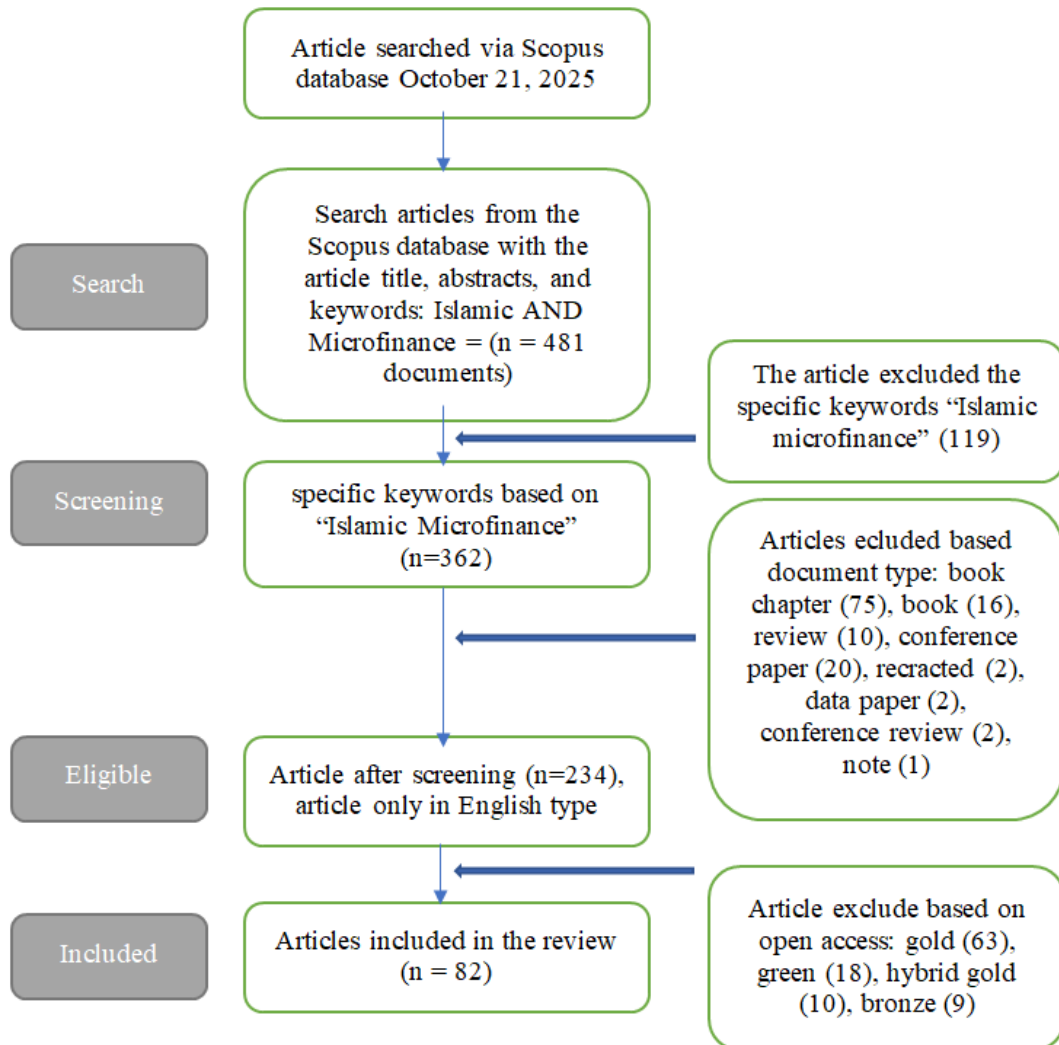 Article searched via Scopus
database October 21, 2025
Search
Search articles from the
Scopus database with the
article title, abstracts, and
keywords: Islamic AND
Microfinance = (n = 481
documents)
The article excluded the
specific keywords “Islamic
microfinance” (119)
Screening
specific keywords based on
“Islamic Microfinance”
(n=362)
Articles ecluded based
document type: book
chapter (75), book (16),
review (10), conference
paper (20), recracted (2),
data paper (2),
conference review (2),
note (1)
Eligible
Article after screening (n=234),
article only in English type
Article exclude based on
open access: gold (63),
green (18), hybrid gold
(10), bronze (9)
Included
Articles included in the review
(n = 82)